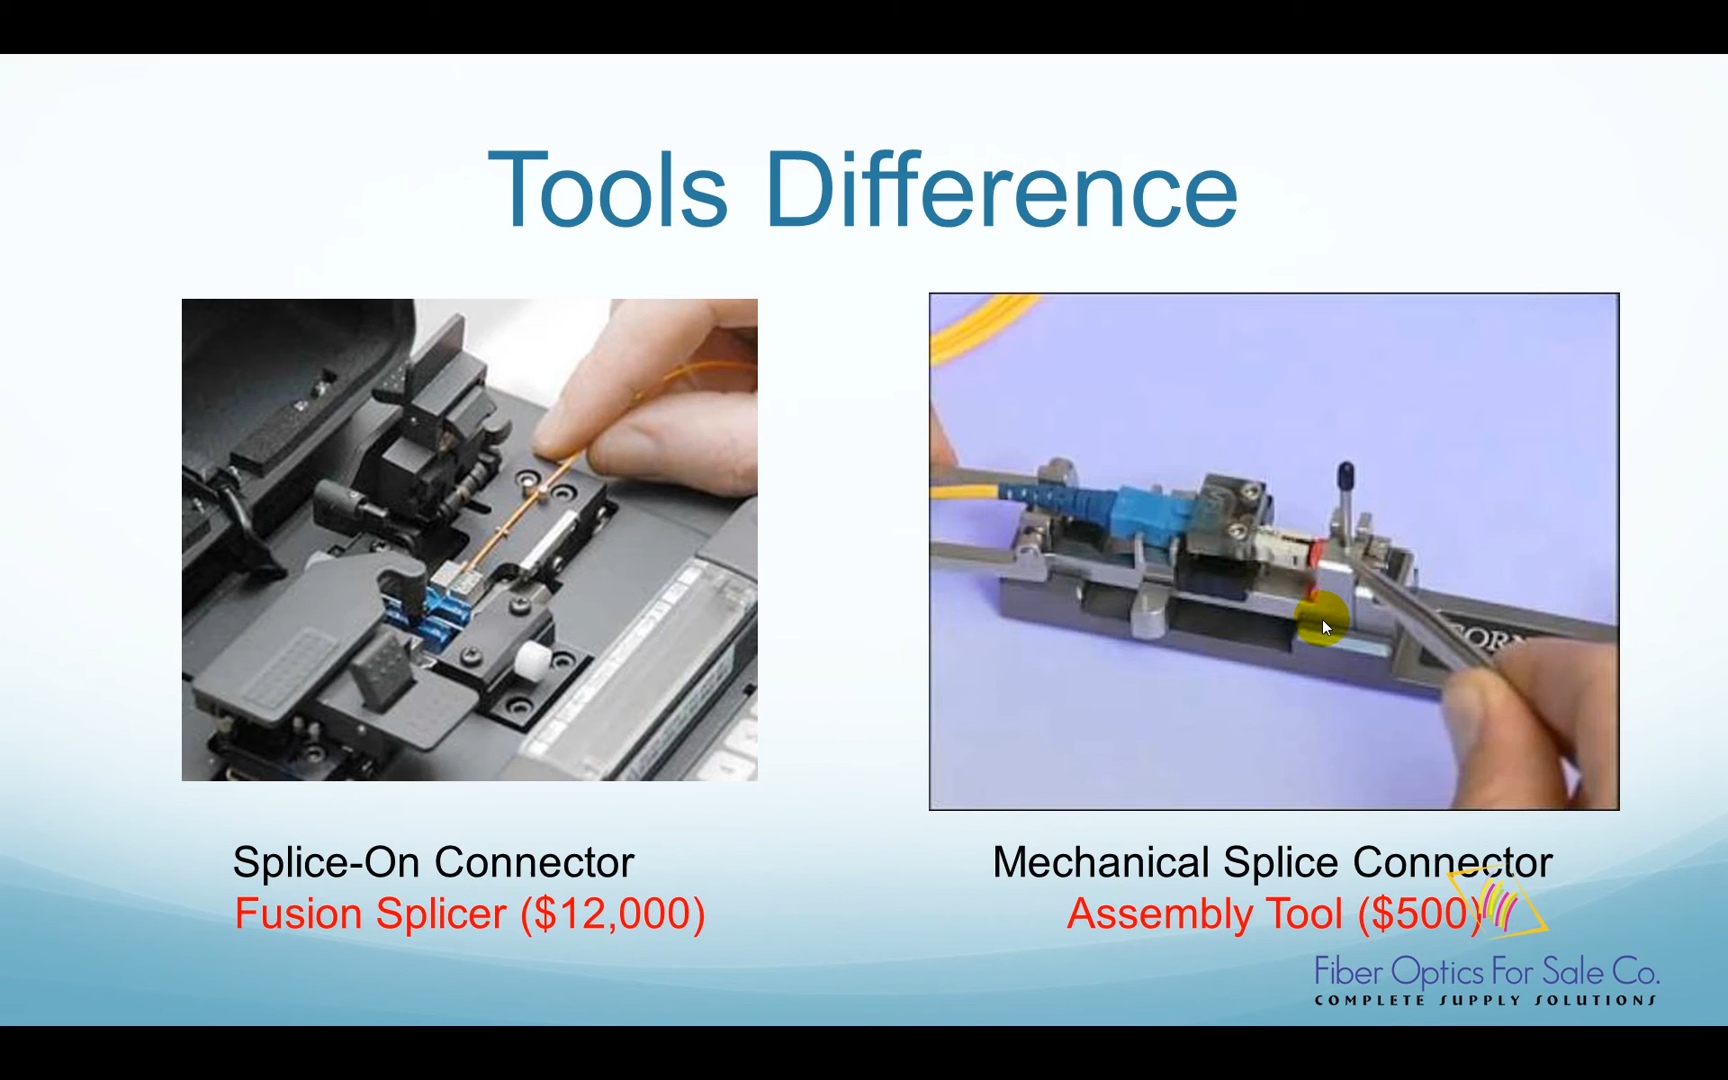 Tools Difference
Splice-On Connector
Fusion Splicer ($12,000)
Mechanical Splice Connector
Assembly Tool ($500)
Fiber Optics For Sale Co.
COMPLETE SUPPLY SOLUTIONS